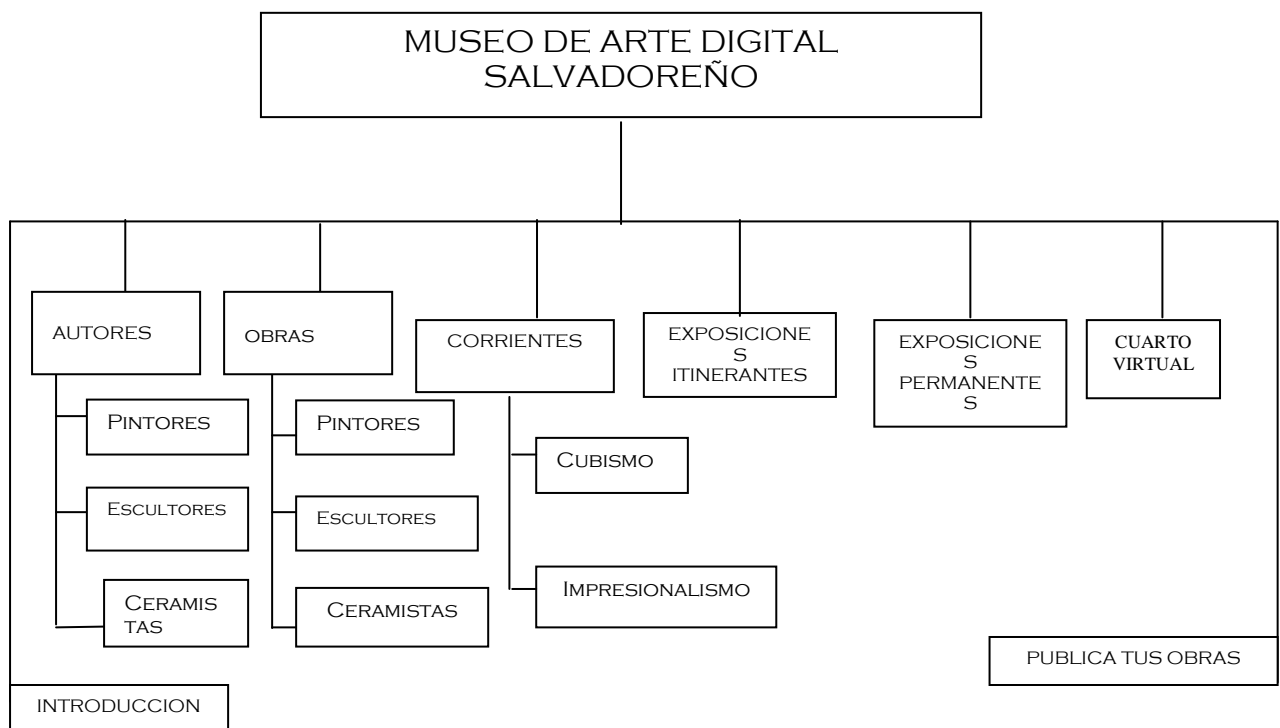 MUSEO DE ARTE DIGITAL
SALVADOREÑO
AUTORES
PINTORES
ESCULTORES
CERAMIS
TAS
OBRAS
PINTORES
ESCULTORES
CERAMISTAS
CORRIENTES
CUBISMO
IMPRESIONALISMO
EXPOSICIONE
S
ITINERANTES
EXPOSICIONE
S
PERMANENTE
S
CUARTO
VIRTUAL
PUBLICA TUS OBRAS
INTRODUCCION